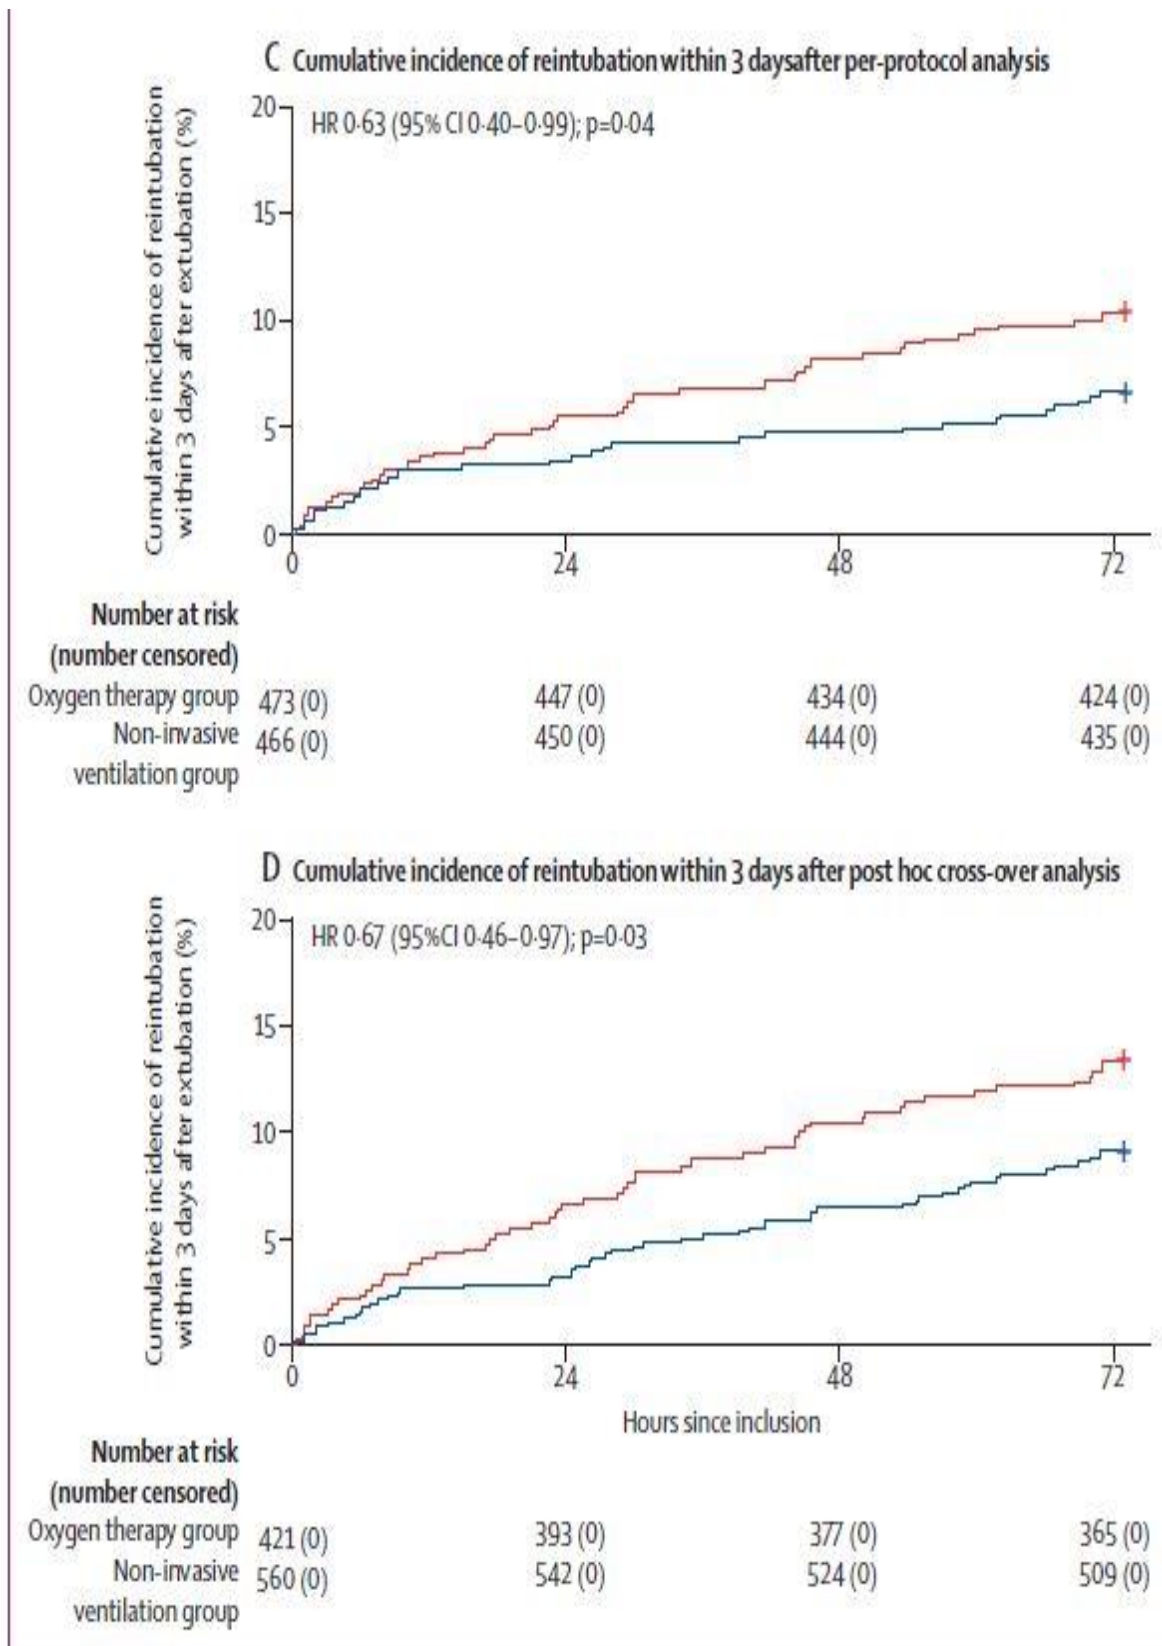 C Cumulative incidence of reintubation within 3 daysafter per-protocol analysis
Cumulative incidence of reintubation
within 3 days after extubation (%)
20
HR 0·63 (95% CI 0·40–0·99); p=0·04
15
10
5
0
0 24 48 72
Number at risk
(number censored)
Oxygen therapy group 473 (0) 447 (0) 434 (0) 424 (0)
Non-invasive 466 (0) 450 (0) 444 (0) 435 (0)
ventilation group
D Cumulative incidence of reintubation within 3 days after post hoc cross-over analysis
Cumulative incidence of reintubation
within 3 days after extubation (%)
20
HR 0·67 (95%CI 0·46–0·97); p=0·03
15
10
5
0
0 24 48 72
Hours since inclusion
Number at risk
(number censored)
Oxygen therapy group 421 (0) 393 (0) 377 (0) 365 (0)
Non-invasive 560 (0) 542 (0) 524 (0) 509 (0)
ventilation group